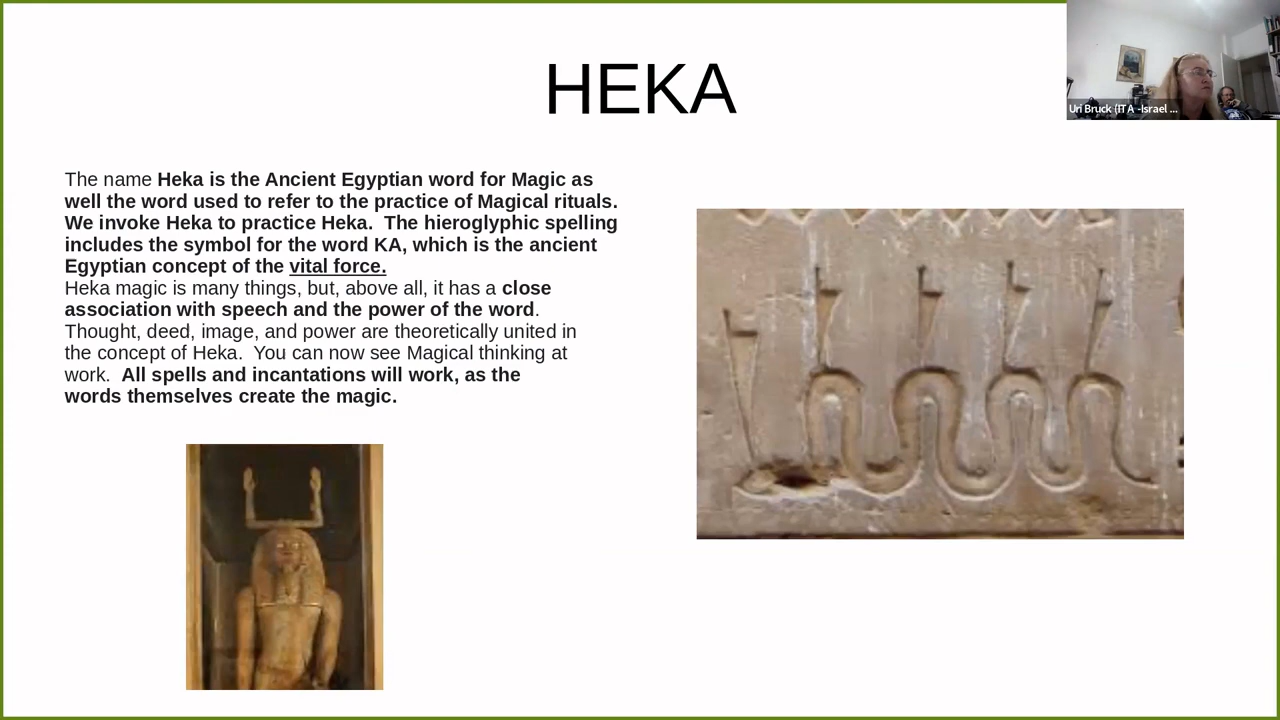 HEKA
Uri Bruck (ITA -Israel ...
The name Heka is the Ancient Egyptian word for Magic as
well the word used to refer to the practice of Magical rituals.
We invoke Heka to practice Heka.  The hieroglyphic spelling
includes the symbol for the word KA, which is the ancient
Egyptian concept of the vital force.
Heka magic is many things, but, above all, it has a close
association with speech and the power of the word.
Thought, deed, image, and power are theoretically united in
the concept of Heka.  You can now see Magical thinking at
work.  All spells and incantations will work, as the
words themselves create the magic.